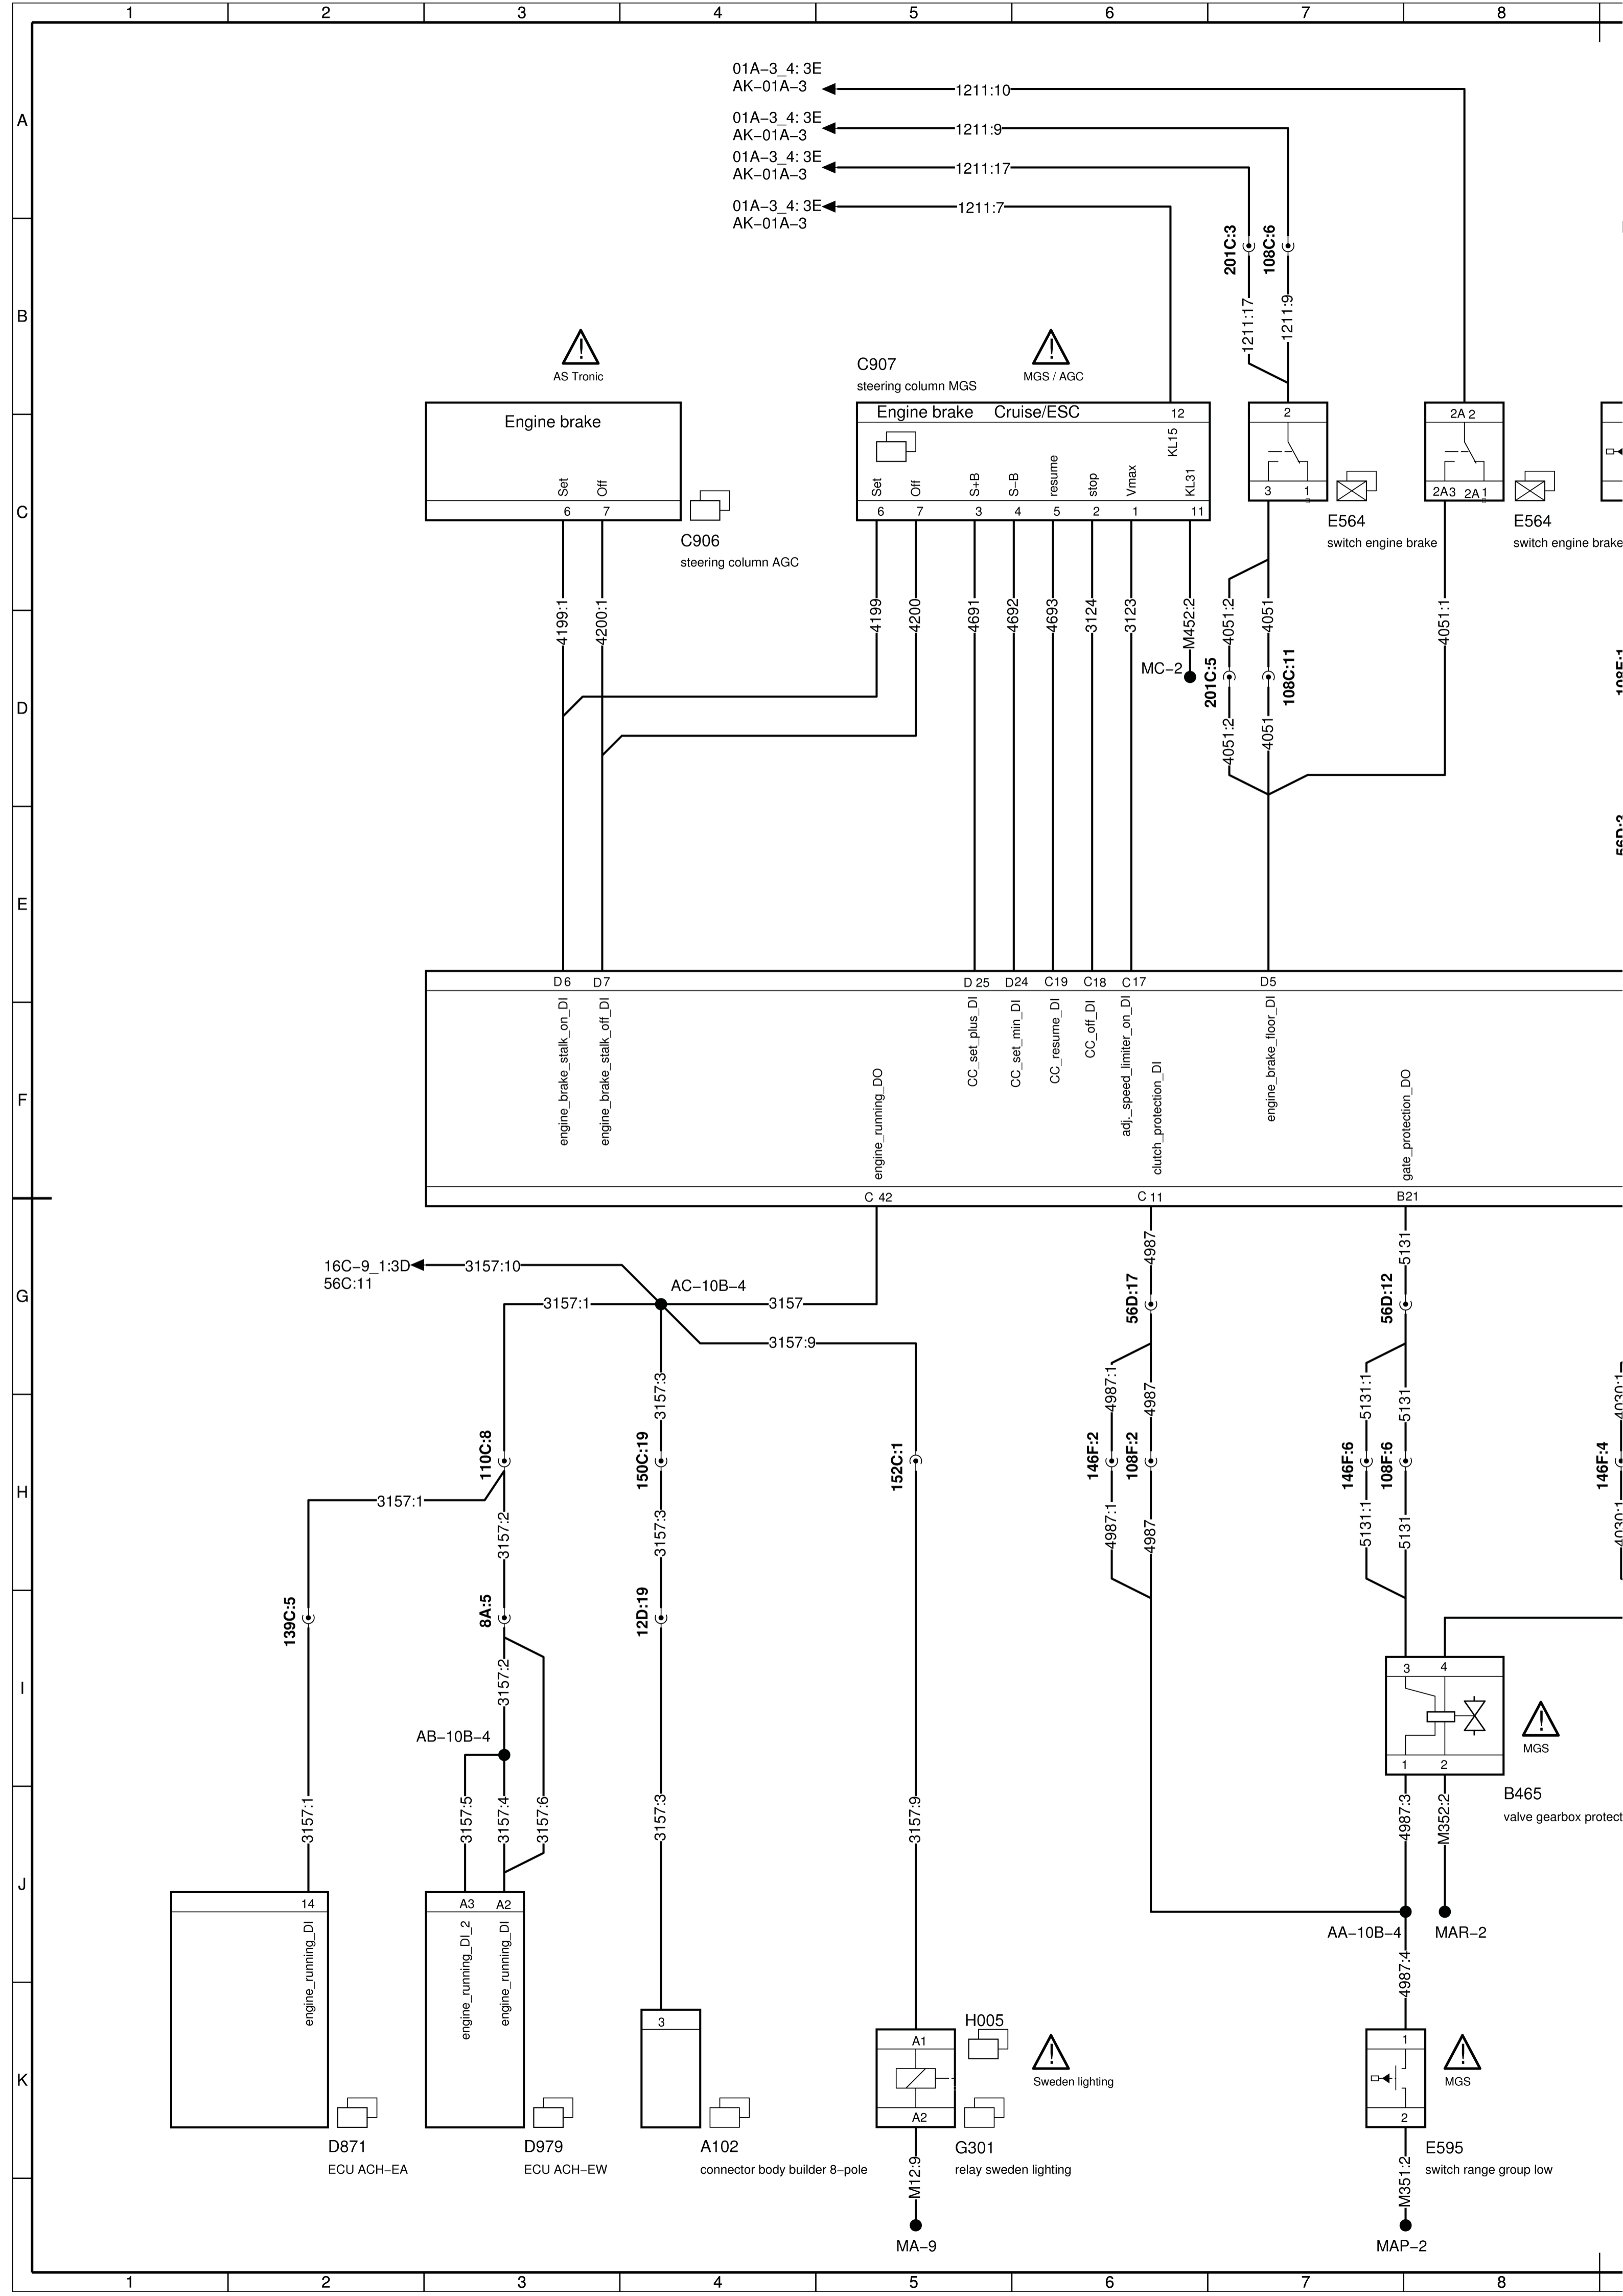 1 2 3 4 5 6 7 8
A
B
C
D
E
F
G
H
I
J
K
01A−3_4: 3E
AK−01A−3
1211:10
01A−3_4: 3E
AK−01A−3
1211:9
01A−3_4: 3E
AK−01A−3
1211:17
01A−3_4: 3E
AK−01A−3
1211:7
201C:3
108C:6
1211:17
1211:9
AS Tronic
C907
steering column MGS
MGS / AGC
Engine brake
Set
Off
6 7
C906
steering column AGC
Engine brake Cruise/ESC 12
KL15
Set
Off
S+B
S−B
resume
stop
Vmax
KL31
6 7 3 4 5 2 1 11
2
3 1
E564
switch engine brake
2A 2
2A3 2A1
E564
switch engine brake
4199:1
4200:1
4199
4200
4691
4692
4693
3124
3123
M452:2
MC−2
4051:2
4051
201C:5
108C:11
4051:2
4051
4051:1
D6 D7 D 25 D24 C19 C18 C17 D5
engine_brake_stalk_on_DI
engine_brake_stalk_off_DI
engine_running_DO
CC_set_plus_DI
CC_set_min_DI
CC_resume_DI
CC_off_DI
adj._speed_limiter_on_DI
clutch_protection_DI
engine_brake_floor_DI
gate_protection_DO
C 42 C 11 B21
16C−9_1:3D
56C:11
3157:10
AC−10B−4
3157:1
3157
3157:9
4987
56D:17
5131
56D:12
3157:3
4987:1
4987
5131:1
5131
4030:1
110C:8
150C:19
152C:1
146F:2
108F:2
146F:6
108F:6
146F:4
3157:1
3157:2
3157:3
4987:1
4987
5131:1
5131
4030:1
139C:5
8A:5
12D:19
3157:2
AB−10B−4
3 4
1 2
MGS
B465
valve gearbox protect
3157:1
3157:5
3157:4
3157:6
3157:3
3157:9
4987:3
M352:2
AA−10B−4
MAR−2
4987:4
14
engine_running_DI
D871
ECU ACH−EA
A3 A2
engine_running_DI_2
engine_running_DI
D979
ECU ACH−EW
3
A102
connector body builder 8−pole
A1
A2
H005
G301
relay sweden lighting
Sweden lighting
M12:9
MA−9
1
2
MGS
E595
switch range group low
M351:2
MAP−2
1 2 3 4 5 6 7 8